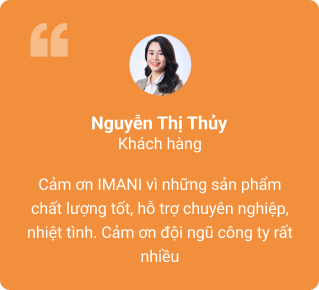 Nguyễn Thị Thủy
Khách hàng
Cảm ơn IMANI vì những sản phẩm
chất lượng tốt, hỗ trợ chuyên nghiệp,
nhiệt tình. Cảm ơn đội ngũ công ty rất
nhiều